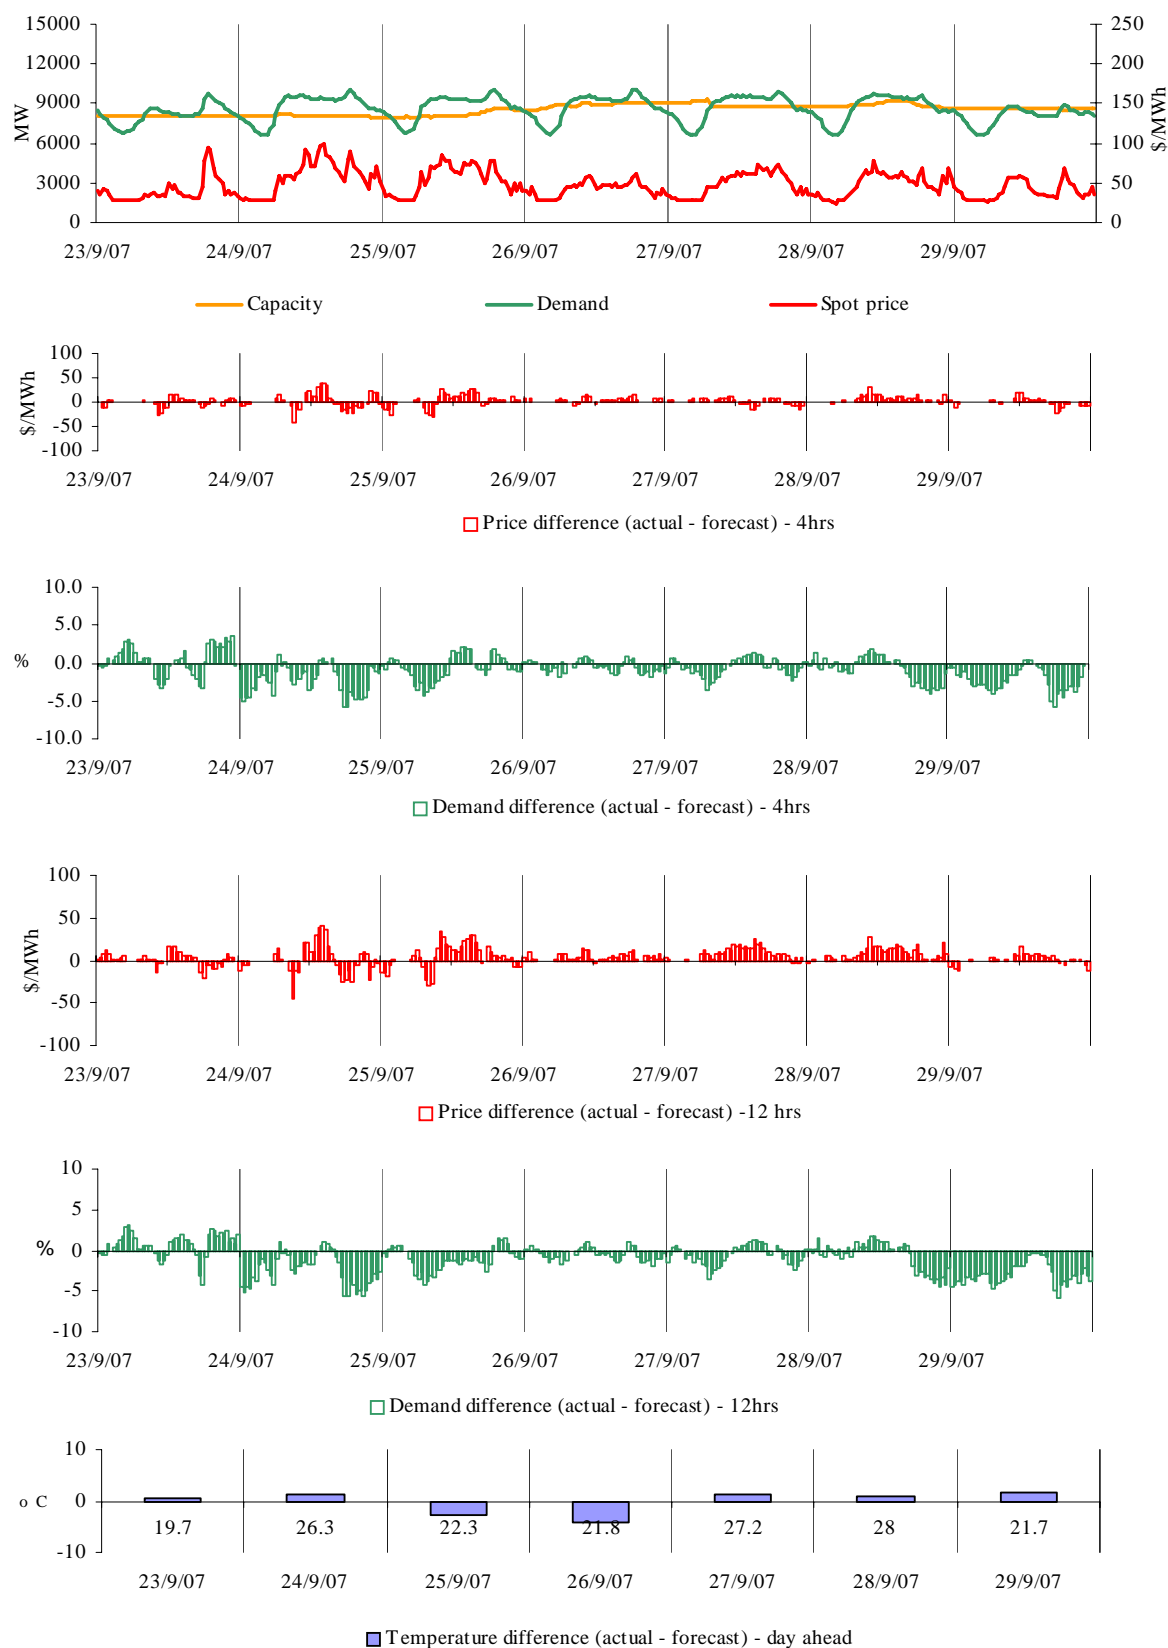 15000
12000
9000
6000
3000
0
MW
250
200
150
100
50
0
$/MWh
23/9/07 24/9/07 25/9/07 26/9/07 27/9/07 28/9/07 29/9/07
Capacity Demand Spot price
100
50
0
-50
-100
$/MWh
23/9/07 24/9/07 25/9/07 26/9/07 27/9/07 28/9/07 29/9/07
Price difference (actual - forecast) - 4hrs
10.0
5.0
0.0
-5.0
-10.0
%
23/9/07 24/9/07 25/9/07 26/9/07 27/9/07 28/9/07 29/9/07
Demand difference (actual - forecast) - 4hrs
100
50
0
-50
-100
$/MWh
23/9/07 24/9/07 25/9/07 26/9/07 27/9/07 28/9/07 29/9/07
Price difference (actual - forecast) -12 hrs
10
5
0
-5
-10
%
23/9/07 24/9/07 25/9/07 26/9/07 27/9/07 28/9/07 29/9/07
Demand difference (actual - forecast) - 12hrs
10
0
-10
o C
19.7 26.3 22.3 21.8 27.2 28 21.7
23/9/07 24/9/07 25/9/07 26/9/07 27/9/07 28/9/07 29/9/07
Temperature difference (actual - forecast) - day ahead